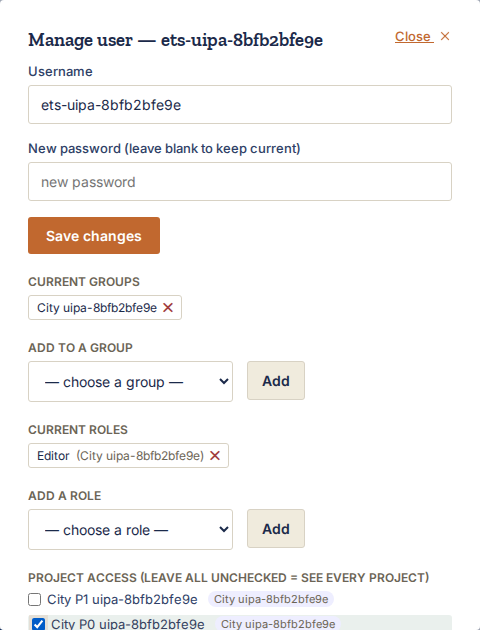 Manage user — ets-uipa-8bfb2bfe9e
Close ×
Username
ets-uipa-8bfb2bfe9e
New password (leave blank to keep current)
new password
Save changes
CURRENT GROUPS
City uipa-8bfb2bfe9e ✕
ADD TO A GROUP
— choose a group —
Add
CURRENT ROLES
Editor (City uipa-8bfb2bfe9e) ✕
ADD A ROLE
— choose a role —
Add
PROJECT ACCESS (LEAVE ALL UNCHECKED = SEE EVERY PROJECT)
City P1 uipa-8bfb2bfe9e City uipa-8bfb2bfe9e
City P0 uipa-8bfb2bfe9e City uipa-8bfb2bfe9e